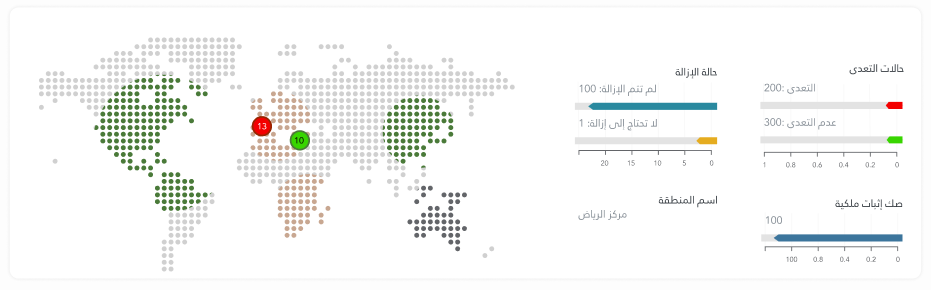 حالات التعدى
التعدى :200
عدم التعدى :300
1 0.8 0.6 0.4 0.2 0
صك إثبات ملكية
100
100 0.8 0.4 0.2 0
حالة الإزالة
لم تتم الإزالة: 100
لا تحتاج إلى إزالة: 1
20 15 10 5 0
اسم المنطقة
مركز الرياض
13
10